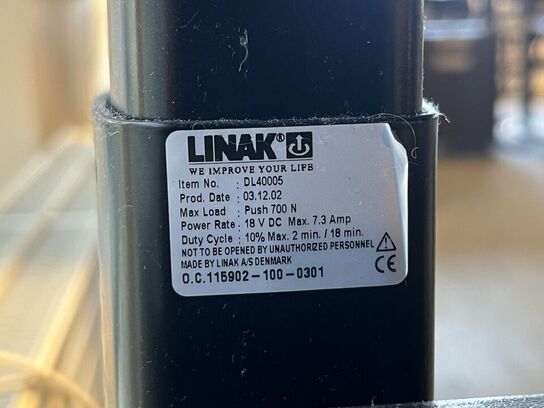 LINAK®
WE IMPROVE YOUR LIFE
Item No. : DL40005
Prod. Date : 03.12.02
Max Load : Push 700 N
Power Rate : 18 V DC Max. 7.3 Amp
Duty Cycle : 10% Max. 2 min. / 18 min.
NOT TO BE OPENED BY UNAUTHORIZED PERSONNEL
MADE BY LINAK A/S DENMARK
CE
O.C.115902-100-0301